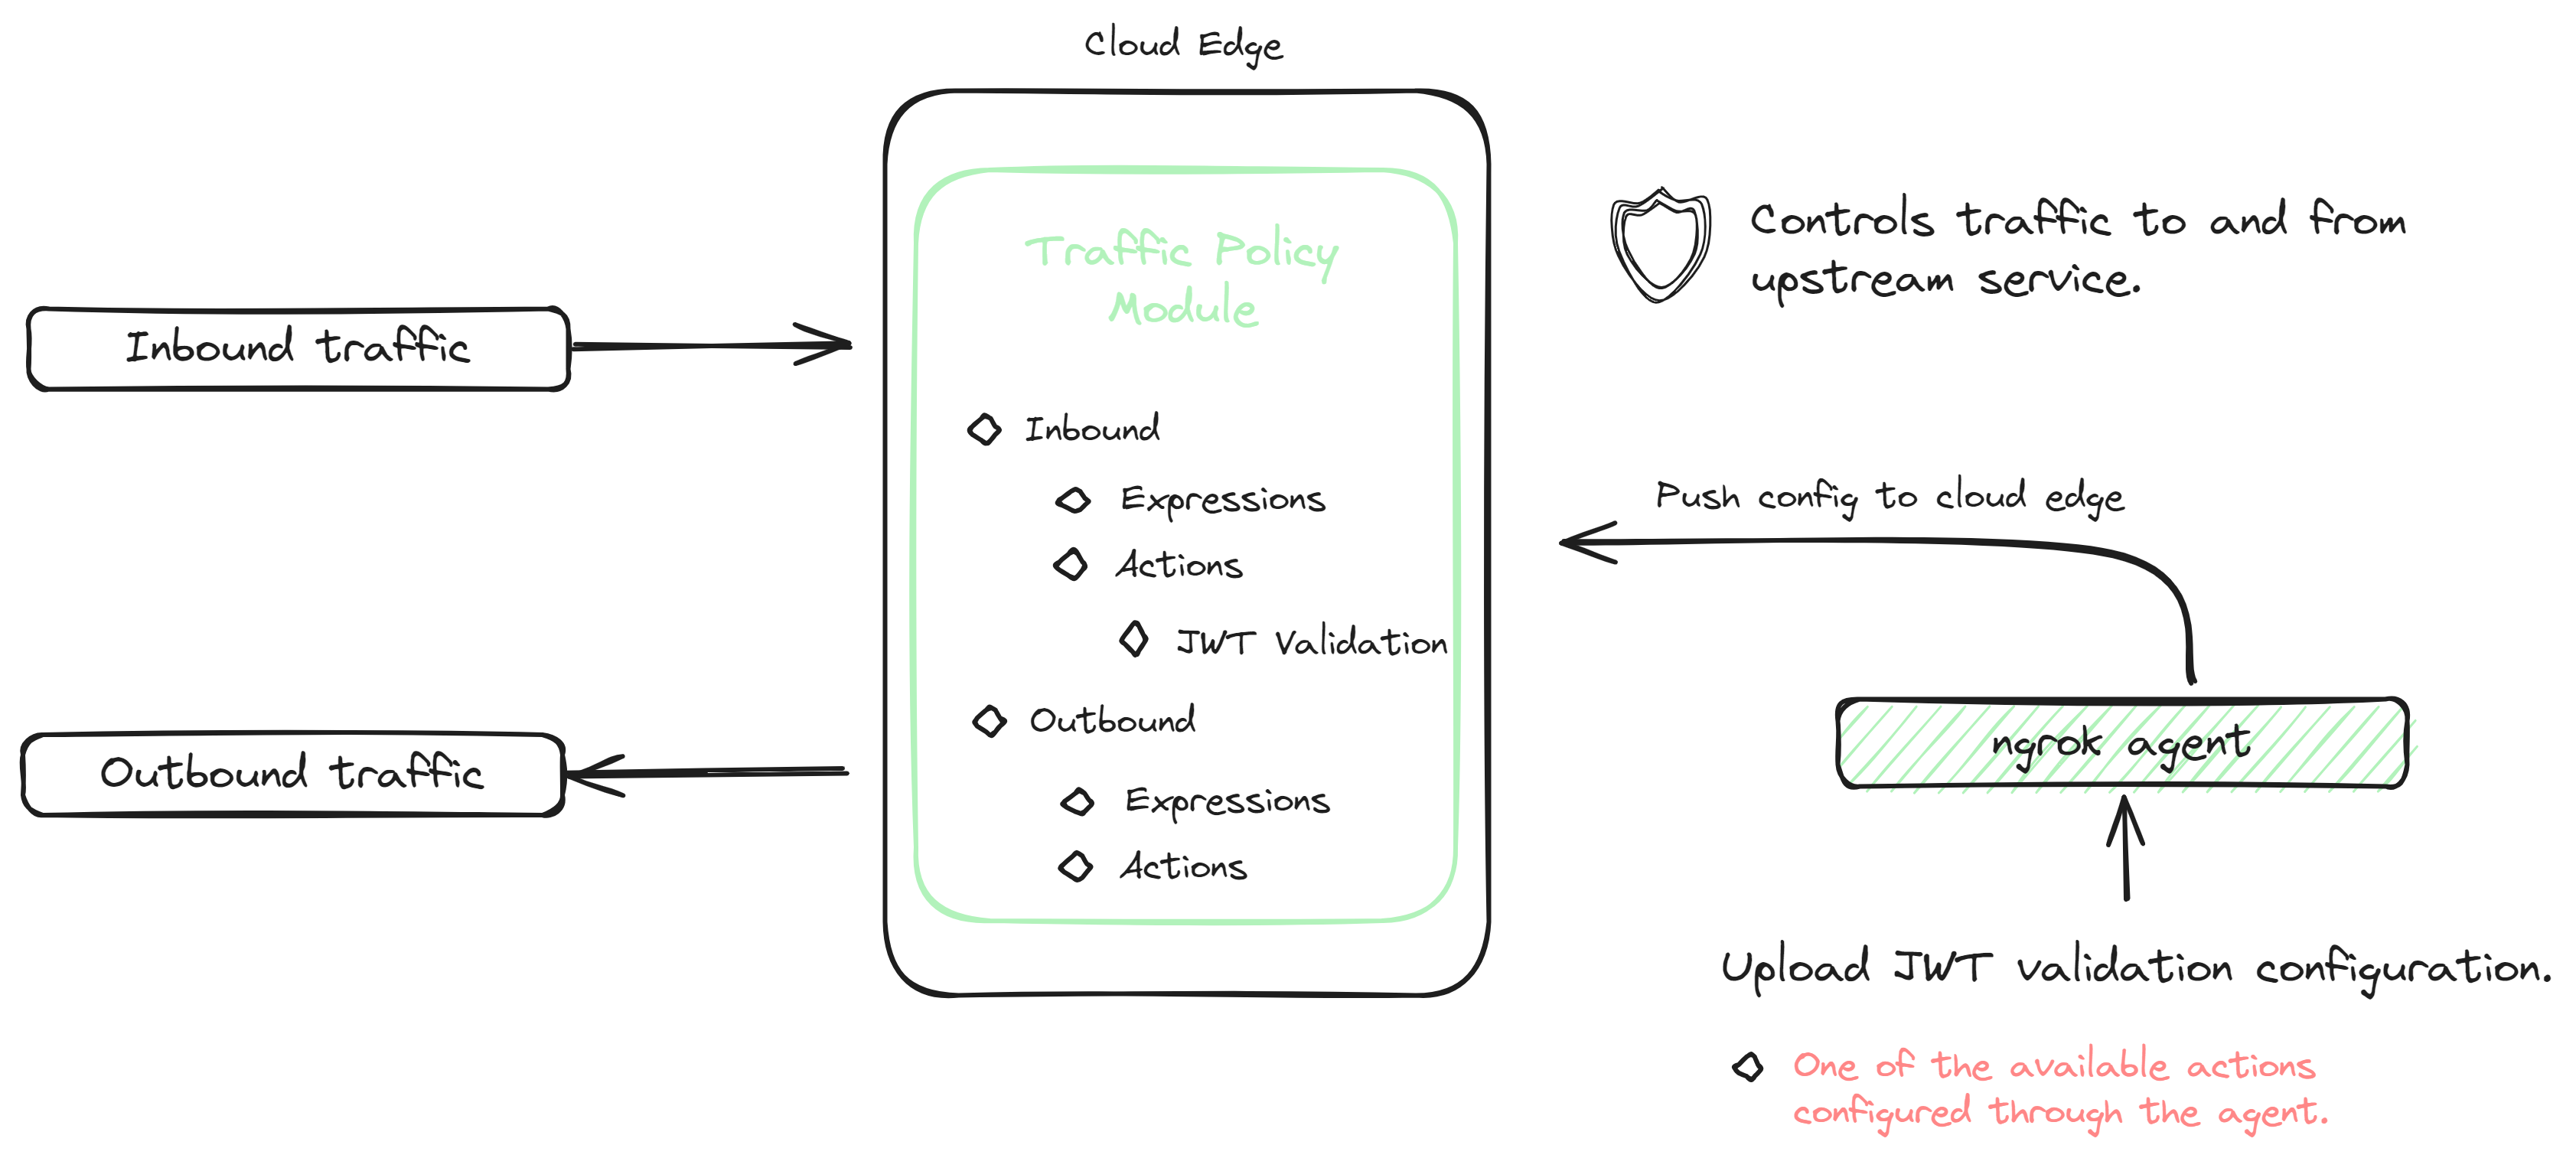 Cloud Edge
Traffic Policy
Module
Controls traffic to and from
upstream service.
Inbound traffic
Inbound
Expressions
Actions
JWT Validation
Push config to cloud edge
Outbound
Outbound traffic
Expressions
Actions
ngrok agent
Upload JWT validation configuration.
One of the available actions
configured through the agent.